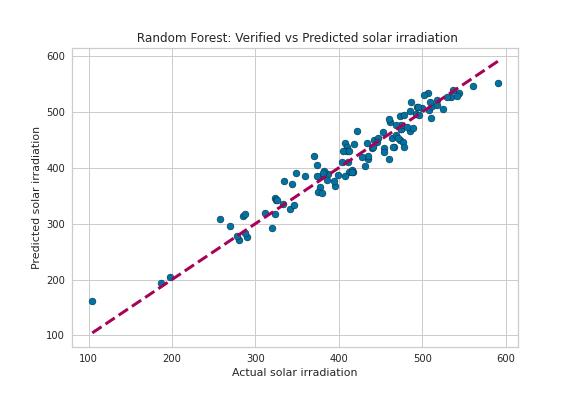 Random Forest: Verified vs Predicted solar irradiation
600
500
400
300
200
100
Predicted solar irradiation
100 200 300 400 500 600
Actual solar irradiation